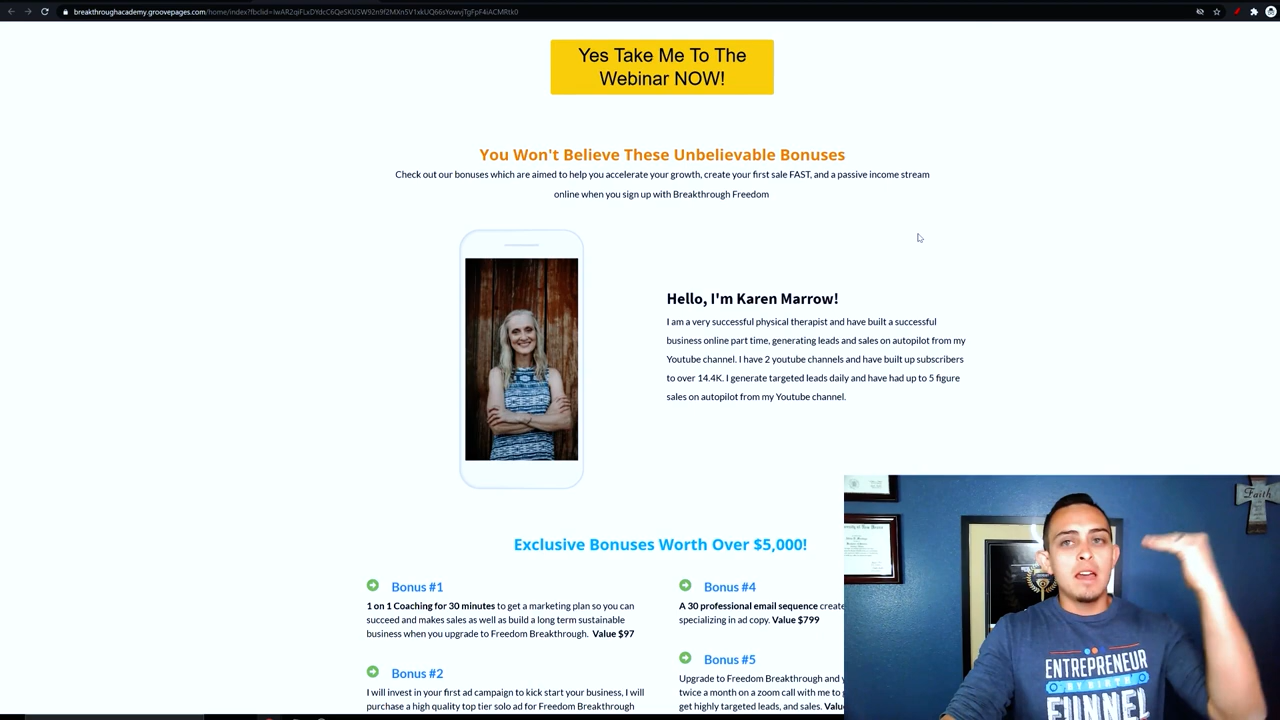 breakthroughacademy.groovepages.com/home/index?fbclid=
Yes Take Me To The
Webinar NOW!
You Won't Believe These Unbelievable Bonuses
Check out our bonuses which are aimed to help you accelerate your growth, create your first sale FAST, and a passive income stream
online when you sign up with Breakthrough Freedom
Hello, I'm Karen Marrow!
I am a very successful physical therapist and have built a successful
business online part time, generating leads and sales on autopilot from my
Youtube channel. I have 2 youtube channels and have built up subscribers
to over 14.4K. I generate targeted leads daily and have had up to 5 figure
sales on autopilot from my Youtube channel.
Exclusive Bonuses Worth Over $5,000!
Bonus #1
1 on 1 Coaching for 30 minutes to get a marketing plan so you can
succeed and makes sales as well as build a long term sustainable
business when you upgrade to Freedom Breakthrough. Value $97
Bonus #2
I will invest in your first ad campaign to kick start your business, I will
purchase a high quality top tier solo ad for Freedom Breakthrough
Bonus #4
A 30 professional email sequence create
specializing in ad copy. Value $799
Bonus #5
Upgrade to Freedom Breakthrough and
twice a month on a zoom call with me to
get highly targeted leads, and sales.
Faith
ENTREPRENEUR
BY BIRTH
FUNNEL